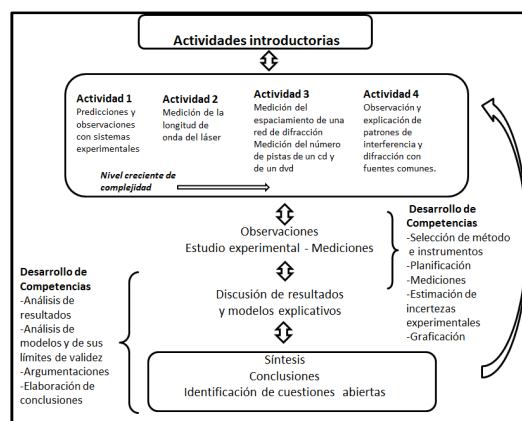 Actividades introductorias
Actividad 1
Predicciones y
observaciones
con sistemas
experimentales
Actividad 2
Medición de la
longitud de
onda del láser
Actividad 3
Medición del
espaciamiento de una
red de difracción
Medición del número
de pistas de un cd y
de un dvd
Actividad 4
Observación y
explicación de
patrones de
interferencia y
difracción con
fuentes comunes.
Nivel creciente de
complejidad
Observaciones
Estudio experimental - Mediciones
Desarrollo de
Competencias
-Selección de método
e instrumentos
-Planificación
-Mediciones
-Estimación de
incertezas
experimentales
-Graficación
Discusión de resultados
y modelos explicativos
Desarrollo de
Competencias
-Análisis de
resultados
-Análisis de
modelos y de sus
límites de validez
-Argumentaciones
-Elaboración de
conclusiones
Síntesis
Conclusiones
Identificación de cuestiones abiertas